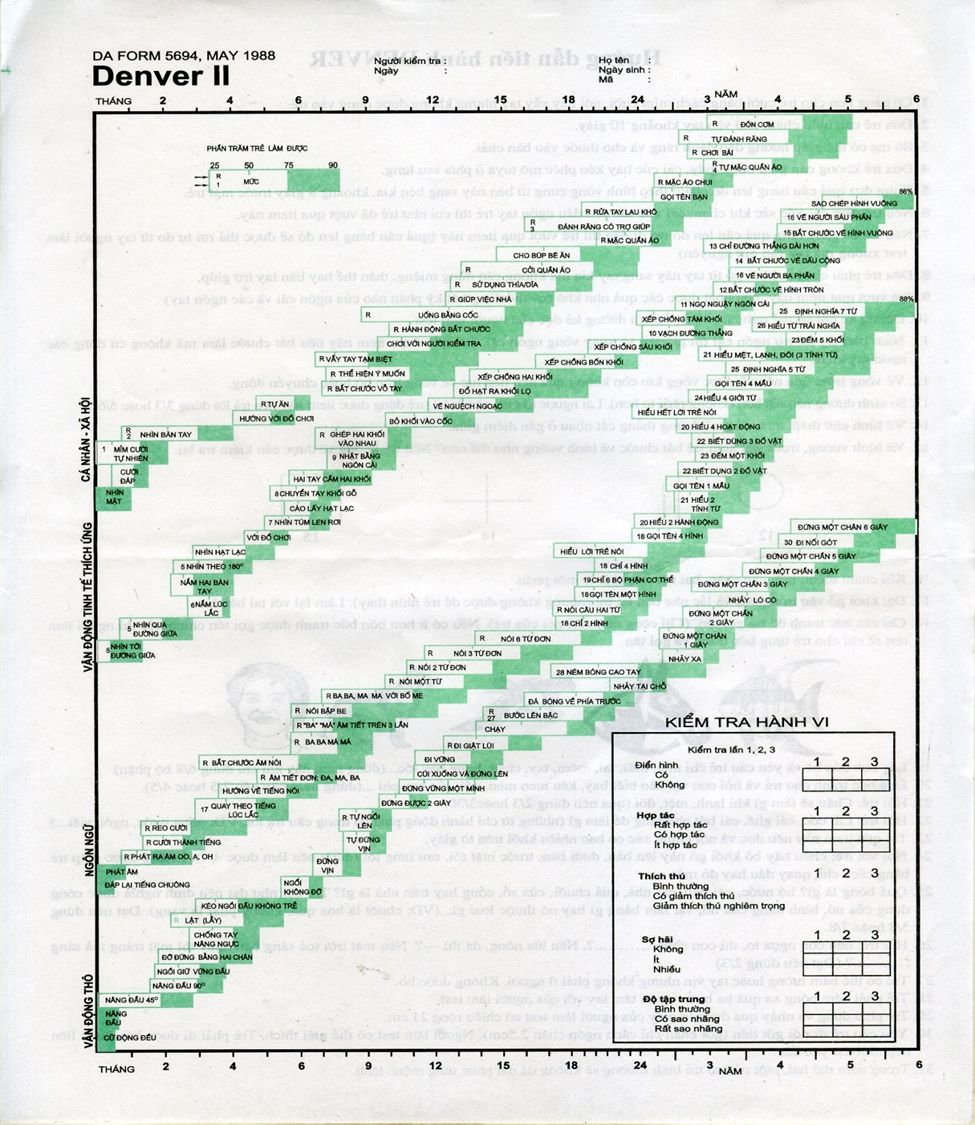 DA FORM 5694, MAY 1988
Denver II
Người kiểm tra :
Ngày :
Họ tên :
Ngày sinh :
Mã :
THÁNG 2 4 6 9 12 15 18 24 3 NĂM 4 5 6
PHẦN TRĂM TRẺ LÀM ĐƯỢC
25 50 75 90
R
1 MỨC
R ĐÓN CƠM
R TỰ ĐÁNH RĂNG
R CHƠI BÀI
R
4 TỰ MẶC QUẦN ÁO
R MẶC ÁO CHUI
GỌI TÊN BẠN
R RỬA TAY LAU KHÔ
R
3 ĐÁNH RĂNG CÓ TRỢ GIÚP
R MẶC QUẦN ÁO
CHO BÚP BÊ ĂN
R CỞI QUẦN ÁO
R SỬ DỤNG THÌA/DĨA
R GIÚP VIỆC NHÀ
R UỐNG BẰNG CỐC
R HÀNH ĐỘNG BẮT CHƯỚC
CHƠI VỚI NGƯỜI KIỂM TRA
R VẪY TAY TẠM BIỆT
R THỂ HIỆN Ý MUỐN
R BẮT CHƯỚC VỖ TAY
R TỰ ĂN
HƯỚNG VỚI ĐỒ CHƠI
R
2 NHÌN BÀN TAY
1 MỈM CƯỜI
TỰ NHIÊN
CƯỜI
ĐÁP
NHÌN
MẶT
CÁ NHÂN - XÃ HỘI
86%
SAO CHÉP HÌNH VUÔNG
16 VẼ NGƯỜI SÁU PHẦN
15 BẮT CHƯỚC VẼ HÌNH VUÔNG
13 CHỈ ĐƯỜNG THẲNG DÀI HƠN
14 BẮT CHƯỚC VẼ DẤU CỘNG
16 VẼ NGƯỜI BA PHẦN
12 BẮT CHƯỚC VẼ HÌNH TRÒN
11 NGỌ NGUẬY NGÓN CÁI
XẾP CHỒNG TÁM KHỐI
10 VẠCH ĐƯỜNG THẲNG
XẾP CHỒNG SÁU KHỐI
XẾP CHỒNG BỐN KHỐI
XẾP CHỒNG HAI KHỐI
ĐỔ HẠT RA KHỎI LỌ
VẼ NGUỆCH NGOẠC
BỎ KHỐI VÀO CỐC
R GHÉP HAI KHỐI
VÀO NHAU
9 NHẶT BẰNG
NGÓN CÁI
HAI TAY CẦM HAI KHỐI
8 CHUYỂN TAY KHỐI GỖ
CÀO LẤY HẠT LẠC
7 NHÌN TÚM LEN RƠI
VỚI ĐỒ CHƠI
NHÌN HẠT LẠC
5 NHÌN THEO 180º
NẮM HAI BÀN
TAY
6 NẮM LÚC
LẮC
5 NHÌN QUA
ĐƯỜNG GIỮA
5 NHÌN TỚI
ĐƯỜNG GIỮA
VẬN ĐỘNG TINH TẾ THÍCH ỨNG
88%
25 ĐỊNH NGHĨA 7 TỪ
26 HIỂU TỪ TRÁI NGHĨA
23 ĐẾM 5 KHỐI
21 HIỂU MỆT, LẠNH, ĐÓI (3 TÍNH TỪ)
25 ĐỊNH NGHĨA 5 TỪ
GỌI TÊN 4 MẦU
24 HIỂU 4 GIỚI TỪ
HIỂU HẾT LỜI TRẺ NÓI
20 HIỂU 4 HOẠT ĐỘNG
22 BIẾT DÙNG 3 ĐỒ VẬT
23 ĐẾM MỘT KHỐI
22 BIẾT DỤNG 2 ĐỒ VẬT
GỌI TÊN 1 MẦU
21 HIỂU 2
TÍNH TỪ
20 HIỂU 2 HÀNH ĐỘNG
18 GỌI TÊN 4 HÌNH
HIỂU LỜI TRẺ NÓI
18 CHỈ 4 HÌNH
19 CHỈ 6 BỘ PHẬN CƠ THỂ
18 GỌI TÊN MỘT HÌNH
R NÓI CÂU HAI TỪ
18 CHỈ 2 HÌNH
R NÓI 6 TỪ ĐƠN
R NÓI 3 TỪ ĐƠN
R NÓI 2 TỪ ĐƠN
R NÓI MỘT TỪ
R BA BA, MA MA VỚI BỐ MẸ
R NÓI BẬP BẸ
R "BA" "MA" ÂM TIẾT TRÊN 3 LẦN
R BA BA MA MA
R BẮT CHƯỚC ÂM NÓI
R ÂM TIẾT ĐƠN: ĐA, MA, BA
HƯỚNG VỀ TIẾNG NÓI
17 QUAY THEO TIẾNG
LÚC LẮC
R REO CƯỜI
R CƯỜI THÀNH TIẾNG
R PHÁT RA ÂM OO, A, OH
PHÁT ÂM
ĐÁP LẠI TIẾNG CHUÔNG
NGÔN NGỮ
ĐỨNG MỘT CHÂN 6 GIÂY
30 ĐI NỐI GÓT
ĐỨNG MỘT CHÂN 5 GIÂY
ĐỨNG MỘT CHÂN 4 GIÂY
ĐỨNG MỘT CHÂN 3 GIÂY
NHẢY LÒ CÒ
ĐỨNG MỘT CHÂN
2 GIÂY
ĐỨNG MỘT CHÂN
1 GIÂY
NHẢY XA
28 NÉM BÓNG CAO TAY
NHẢY TẠI CHỖ
ĐÁ BÓNG VỀ PHÍA TRƯỚC
R
27 BƯỚC LÊN BẬC
CHẠY
R ĐI GIẬT LÙI
ĐI VỮNG
CÚI XUỐNG VÀ ĐỨNG LÊN
ĐỨNG VỮNG MỘT MÌNH
ĐỨNG ĐƯỢC 2 GIÂY
R TỰ NGỒI
LÊN
TỰ ĐỨNG
VỊN
ĐỨNG
VỊN
NGỒI
KHÔNG ĐỠ
KÉO NGỒI ĐẦU KHÔNG TRỄ
R LẬT (LẪY)
CHỐNG TAY
NÂNG NGỰC
ĐỠ ĐỨNG BẰNG HAI CHÂN
NGỒI GIỮ VỮNG ĐẦU
NÂNG ĐẦU 90º
NÂNG ĐẦU 45º
NÂNG
ĐẦU
CỬ ĐỘNG ĐỀU
VẬN ĐỘNG THÔ
KIỂM TRA HÀNH VI
Kiểm tra lần 1, 2, 3
Điển hình 1 2 3
Có
Không
Hợp tác 1 2 3
Rất hợp tác
Có hợp tác
Ít hợp tác
Thích thú 1 2 3
Bình thường
Có giảm thích thú
Giảm thích thú nghiêm trọng
Sợ hãi 1 2 3
Không
Ít
Nhiều
Độ tập trung 1 2 3
Bình thường
Có sao nhãng
Rất sao nhãng
THÁNG 2 4 6 9 12 15 18 24 3 NĂM 4 5 6